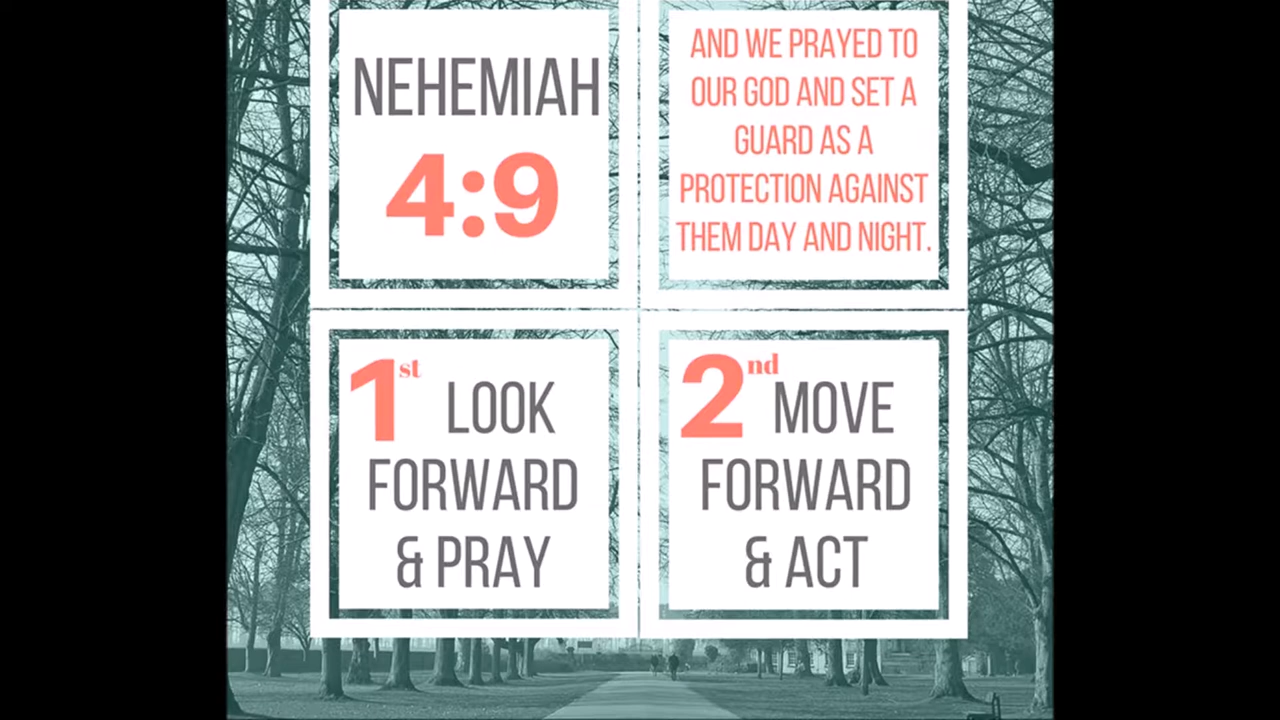 NEHEMIAH
4:9
AND WE PRAYED TO
OUR GOD AND SET A
GUARD AS A
PROTECTION AGAINST
THEM DAY AND NIGHT.
1st LOOK
FORWARD
& PRAY
2nd MOVE
FORWARD
& ACT